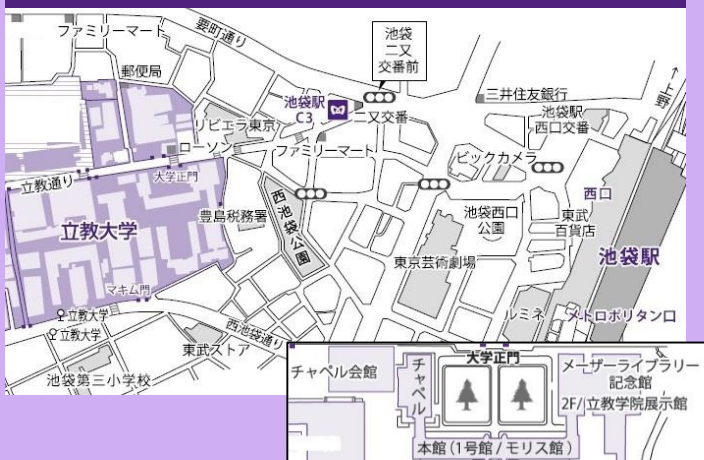 ファミリーマート
要町通り
池袋
二又
交番前
郵便局
池袋駅
C3
二又交番
三井住友銀行
↑上野
池袋駅
西口交番
リビエラ東京
ローソン
ファミリーマート
ビックカメラ
立教通り
大学正門
西口
立教大学
豊島税務署
西池袋公園
池袋西口
公園
東武
百貨店
池袋駅
東京芸術劇場
マキム門
立教大学
立教大学
西池袋通り
ルミネ
メトロポリタン口
東武ストア
池袋第三小学校
チャペル会館
チャペル
大学正門
メーザーライブラリー
記念館
2F/立教学院展示館
本館(1号館/モリス館)